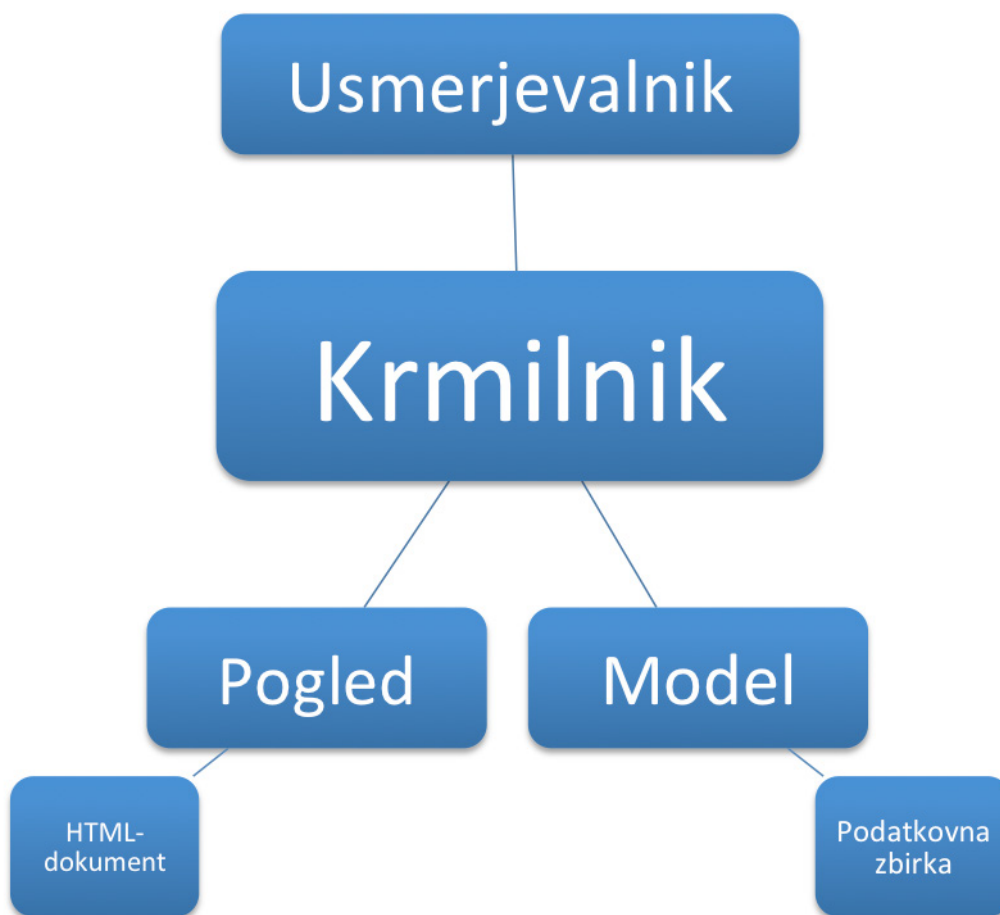 Usmerjevalnik
Krmilnik
Pogled
Model
HTML-
dokument
Podatkovna
zbirka